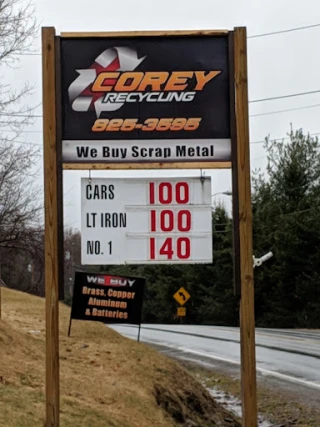 COREY
RECYCLING
825-3595
We Buy Scrap Metal
CARS 100
LT IRON 100
NO. 1 140
WE BUY
Brass, Copper
Aluminum
& Batteries